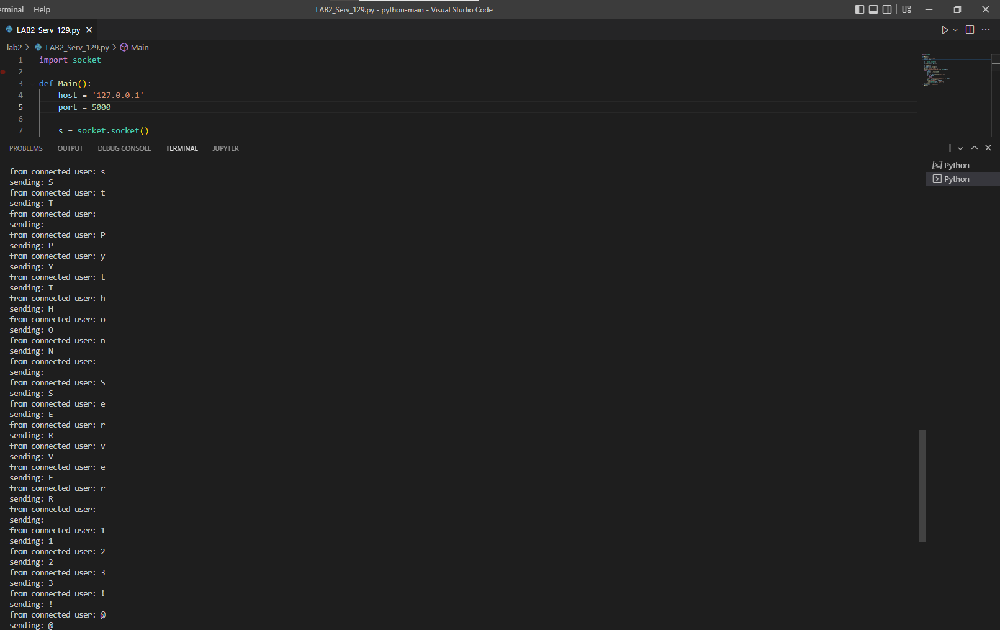 erminal Help LAB2_Serv_129.py - python-main - Visual Studio Code
LAB2_Serv_129.py
lab2 > LAB2_Serv_129.py > Main
1 import socket
2
3 def Main():
4 host = '127.0.0.1'
5 port = 5000
6
7 s = socket.socket()
PROBLEMS OUTPUT DEBUG CONSOLE TERMINAL JUPYTER
Python
Python
from connected user: s
sending: S
from connected user: t
sending: T
from connected user:
sending:
from connected user: P
sending: P
from connected user: y
sending: Y
from connected user: t
sending: T
from connected user: h
sending: H
from connected user: o
sending: O
from connected user: n
sending: N
from connected user:
sending:
from connected user: S
sending: S
from connected user: e
sending: E
from connected user: r
sending: R
from connected user: v
sending: V
from connected user: e
sending: E
from connected user: r
sending: R
from connected user:
sending:
from connected user: 1
sending: 1
from connected user: 2
sending: 2
from connected user: 3
sending: 3
from connected user: !
sending: !
from connected user: @
sending: @